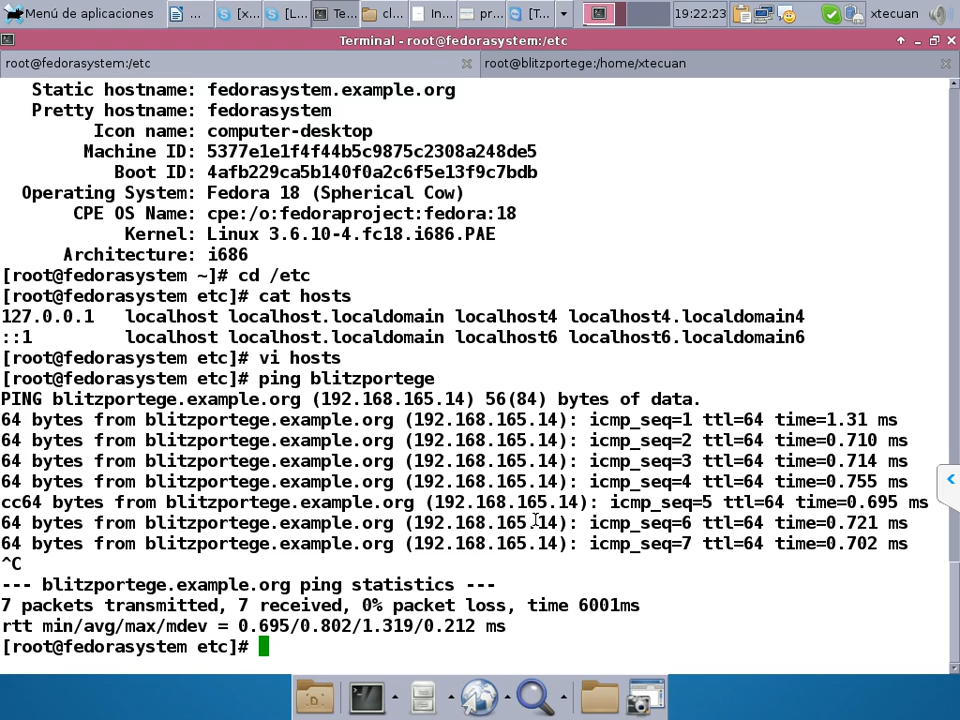 Menú de aplicaciones
...
[x...
[L...
Te...
cl...
In...
pr...
[T...
19:22:23
xtecuan
Terminal - root@fedorasystem:/etc
root@fedorasystem:/etc
root@blitzportege:/home/xtecuan
Static hostname: fedorasystem.example.org
Pretty hostname: fedorasystem
Icon name: computer-desktop
Machine ID: 5377e1e1f4f44b5c9875c2308a248de5
Boot ID: 4afb229ca5b140f0a2c6f5e13f9c7bdb
Operating System: Fedora 18 (Spherical Cow)
CPE OS Name: cpe:/o:fedoraproject:fedora:18
Kernel: Linux 3.6.10-4.fc18.i686.PAE
Architecture: i686
[root@fedorasystem ~]# cd /etc
[root@fedorasystem etc]# cat hosts
127.0.0.1   localhost localhost.localdomain localhost4 localhost4.localdomain4
::1         localhost localhost.localdomain localhost6 localhost6.localdomain6
[root@fedorasystem etc]# vi hosts
[root@fedorasystem etc]# ping blitzportege
PING blitzportege.example.org (192.168.165.14) 56(84) bytes of data.
64 bytes from blitzportege.example.org (192.168.165.14): icmp_seq=1 ttl=64 time=1.31 ms
64 bytes from blitzportege.example.org (192.168.165.14): icmp_seq=2 ttl=64 time=0.710 ms
64 bytes from blitzportege.example.org (192.168.165.14): icmp_seq=3 ttl=64 time=0.714 ms
64 bytes from blitzportege.example.org (192.168.165.14): icmp_seq=4 ttl=64 time=0.755 ms
cc64 bytes from blitzportege.example.org (192.168.165.14): icmp_seq=5 ttl=64 time=0.695 ms
64 bytes from blitzportege.example.org (192.168.165.14): icmp_seq=6 ttl=64 time=0.721 ms
64 bytes from blitzportege.example.org (192.168.165.14): icmp_seq=7 ttl=64 time=0.702 ms
^C
--- blitzportege.example.org ping statistics ---
7 packets transmitted, 7 received, 0% packet loss, time 6001ms
rtt min/avg/max/mdev = 0.695/0.802/1.319/0.212 ms
[root@fedorasystem etc]#